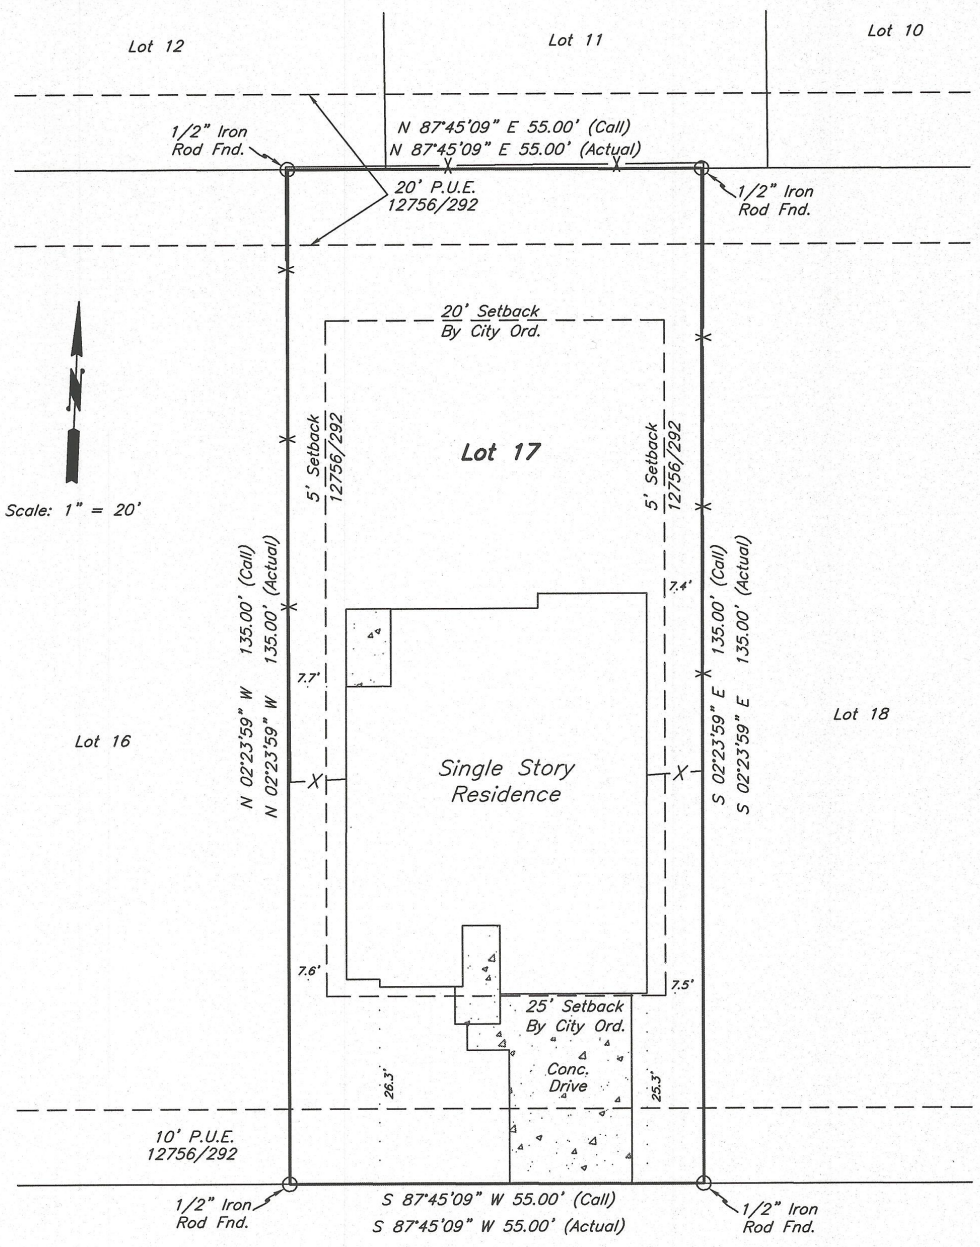 Lot 12
Lot 11
Lot 10
N 87°45'09" E 55.00' (Call)
N 87°45'09" E 55.00' (Actual)
1/2" Iron
Rod Fnd.
20' P.U.E.
12756/292
1/2" Iron
Rod Fnd.
20' Setback
By City Ord.
N
Scale: 1" = 20'
5' Setback
12756/292
Lot 17
5' Setback
12756/292
7.4'
N 02°23'59" W 135.00' (Call)
N 02°23'59" W 135.00' (Actual)
S 02°23'59" E 135.00' (Call)
S 02°23'59" E 135.00' (Actual)
7.7'
Lot 16
Lot 18
Single Story
Residence
7.6'
7.5'
25' Setback
By City Ord.
Conc.
Drive
26.3'
25.3'
10' P.U.E.
12756/292
1/2" Iron
Rod Fnd.
S 87°45'09" W 55.00' (Call)
S 87°45'09" W 55.00' (Actual)
1/2" Iron
Rod Fnd.